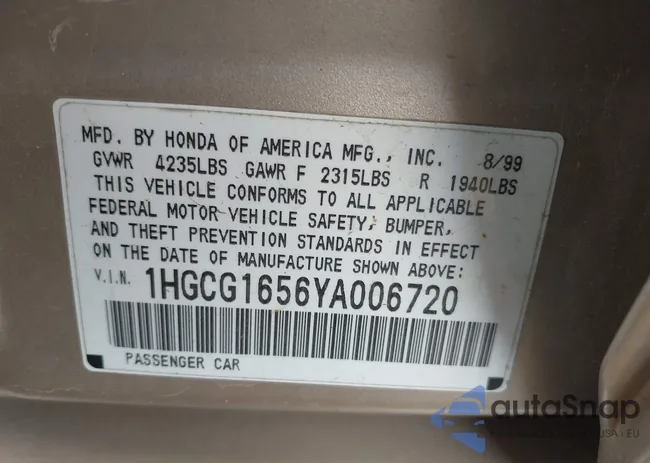 MFD. BY HONDA OF AMERICA MFG., INC. 8/99
GVWR 4235LBS GAWR F 2315LBS R 1940LBS
THIS VEHICLE CONFORMS TO ALL APPLICABLE
FEDERAL MOTOR VEHICLE SAFETY, BUMPER,
AND THEFT PREVENTION STANDARDS IN EFFECT
ON THE DATE OF MANUFACTURE SHOWN ABOVE:
V.I.N. 1HGCG1656YA006720
PASSENGER CAR
autoSnap
USA·EU